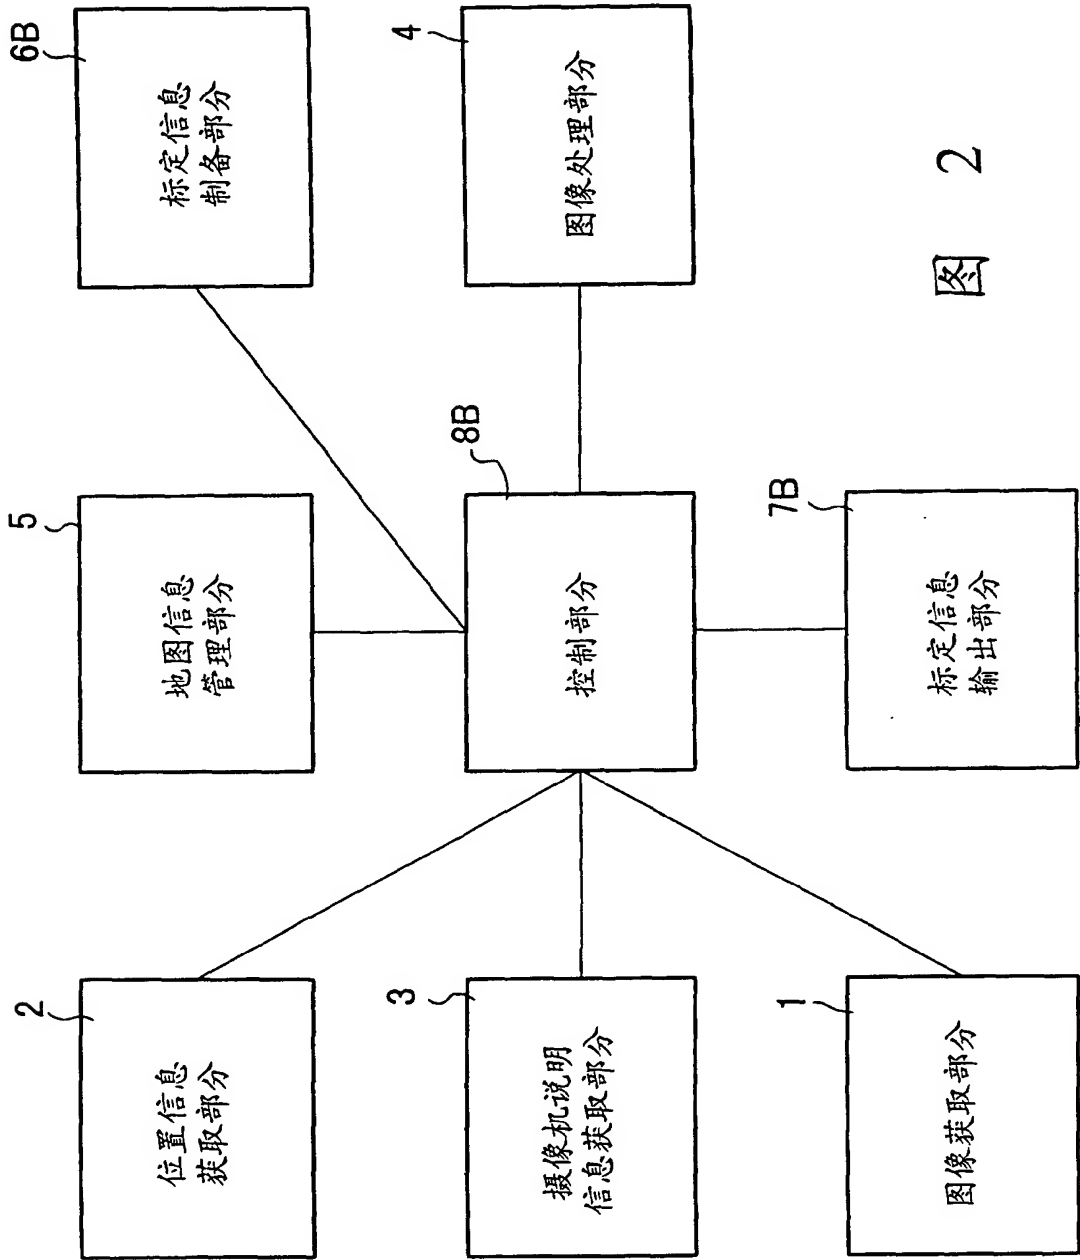 2
位置信息
获取部分
5
地图信息
管理部分
6B
标定信息
制备部分
3
摄像机说明
信息获取部分
8B
控制部分
4
图像处理部分
1
图像获取部分
7B
标定信息
输出部分
图 2